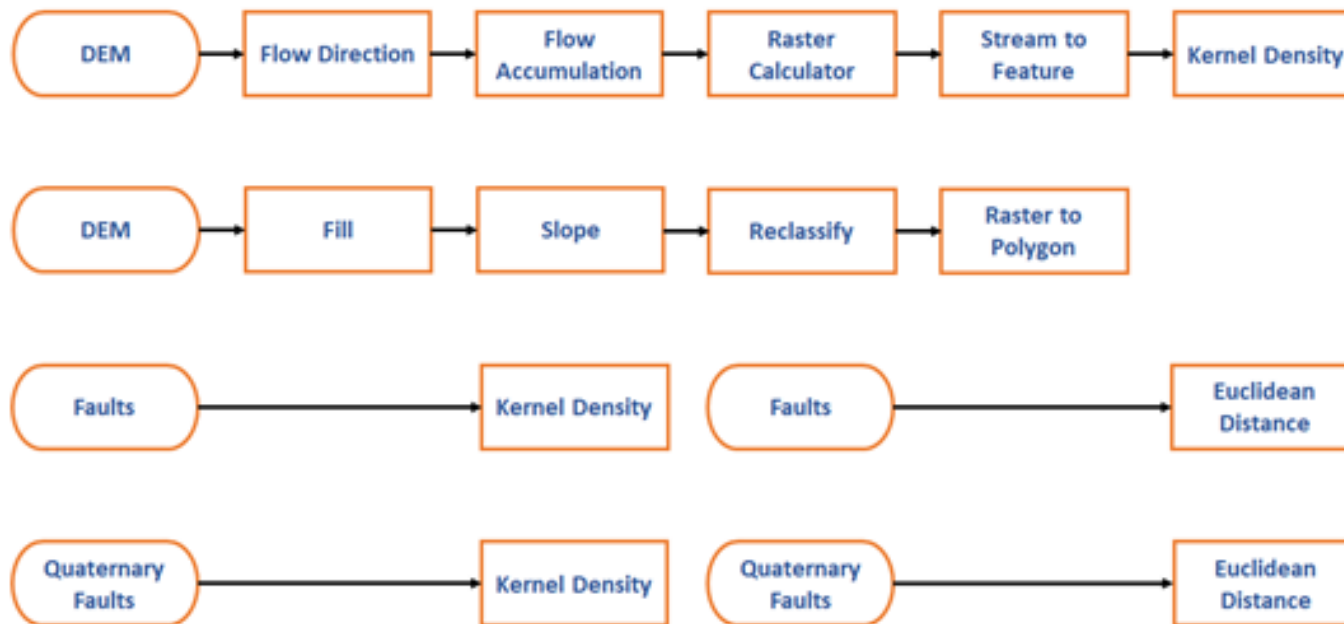 DEM
Flow Direction
Flow
Accumulation
Raster
Calculator
Stream to
Feature
Kernel Density
DEM
Fill
Slope
Reclassify
Raster to
Polygon
Faults
Kernel Density
Faults
Euclidean
Distance
Quaternary
Faults
Kernel Density
Quaternary
Faults
Euclidean
Distance